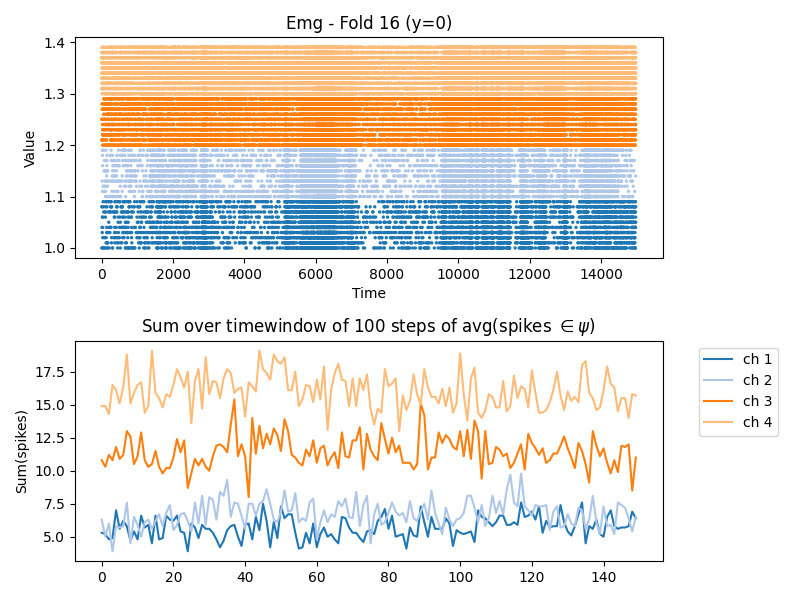 Emg - Fold 16 (y=0)
Value
1.4
1.3
1.2
1.1
1.0
0 2000 4000 6000 8000 10000 12000 14000
Time
Sum over timewindow of 100 steps of avg(spikes ∈ψ)
Sum(spikes)
17.5
15.0
12.5
10.0
7.5
5.0
0 20 40 60 80 100 120 140
ch 1
ch 2
ch 3
ch 4